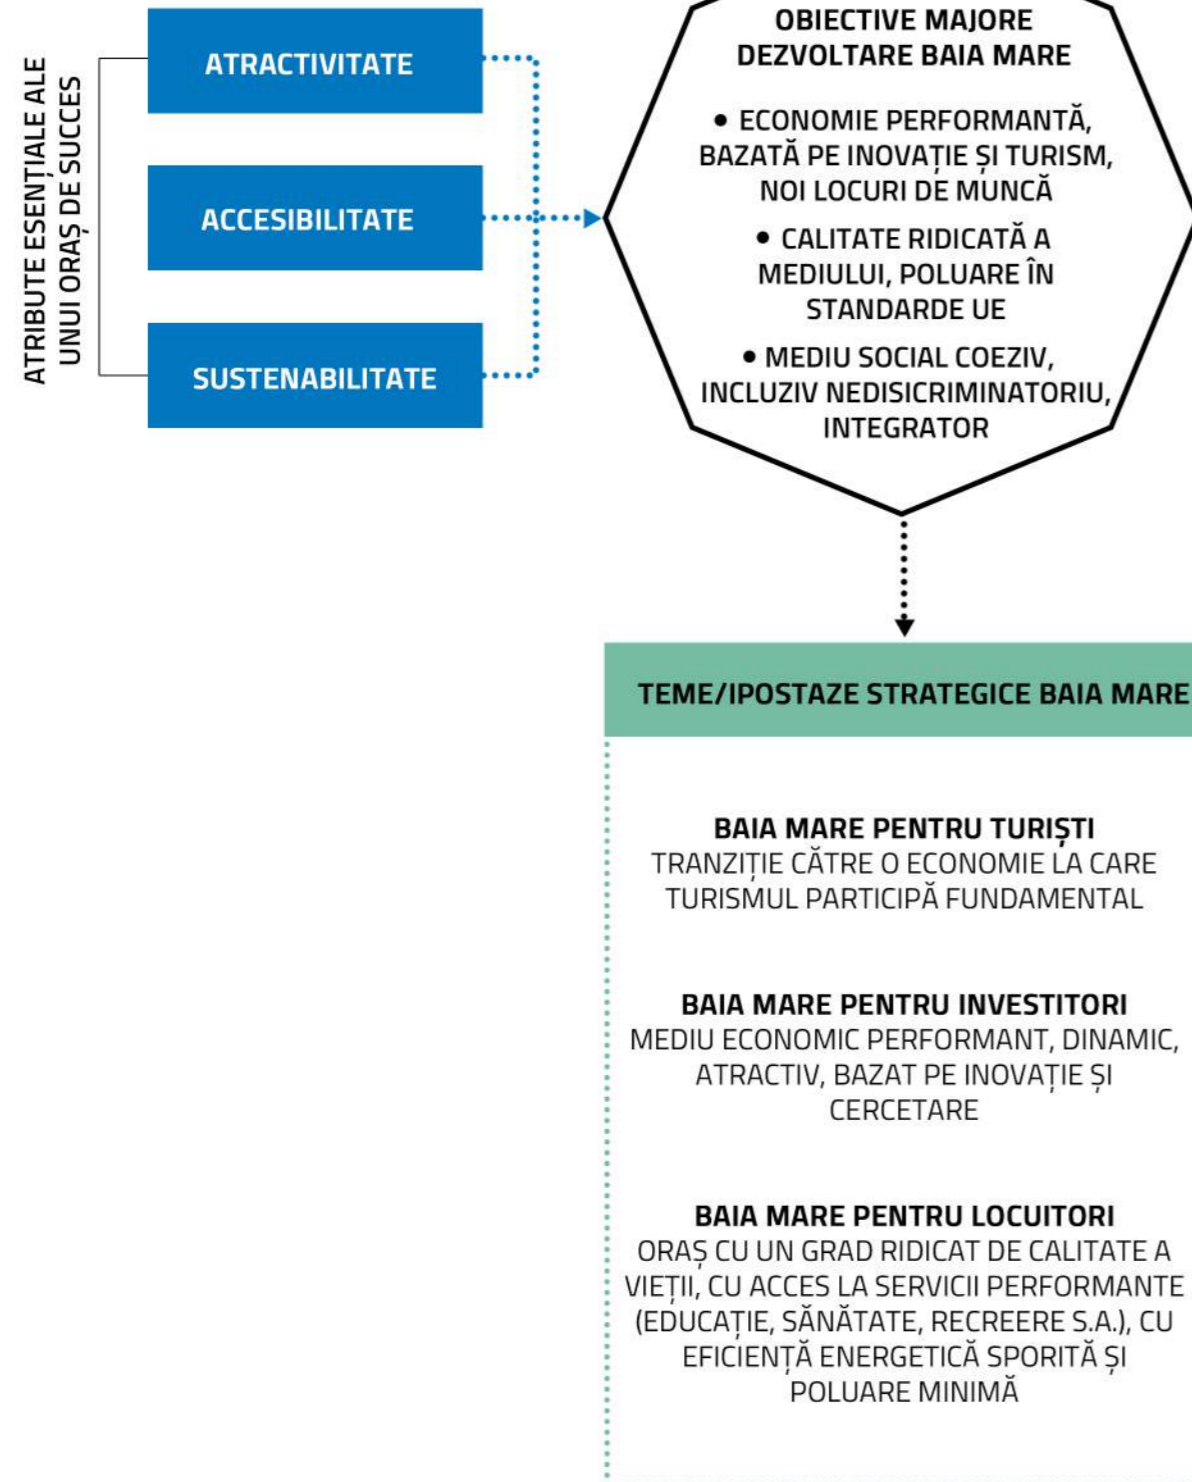 ATRIBUTE ESENȚIALE ALE
UNUI ORAȘ DE SUCCES
ATRACTIVITATE
ACCESIBILITATE
SUSTENABILITATE
OBIECTIVE MAJORE
DEZVOLTARE BAIA MARE
• ECONOMIE PERFORMANTĂ,
BAZATĂ PE INOVAȚIE ȘI TURISM,
NOI LOCURI DE MUNCĂ
• CALITATE RIDICATĂ A
MEDIULUI, POLUARE ÎN
STANDARDE UE
• MEDIU SOCIAL COEZIV,
INCLUZIV NEDISICRIMINATORIU,
INTEGRATOR
TEME/IPOSTAZE STRATEGICE BAIA MARE
BAIA MARE PENTRU TURIȘTI
TRANZIȚIE CĂTRE O ECONOMIE LA CARE
TURISMUL PARTICIPĂ FUNDAMENTAL
BAIA MARE PENTRU INVESTITORI
MEDIU ECONOMIC PERFORMANT, DINAMIC,
ATRACTIV, BAZAT PE INOVAȚIE ȘI
CERCETARE
BAIA MARE PENTRU LOCUITORI
ORAȘ CU UN GRAD RIDICAT DE CALITATE A
VIEȚII, CU ACCES LA SERVICII PERFORMANTE
(EDUCAȚIE, SĂNĂTATE, RECREERE S.A.), CU
EFICIENȚĂ ENERGETICĂ SPORITĂ ȘI
POLUARE MINIMĂ